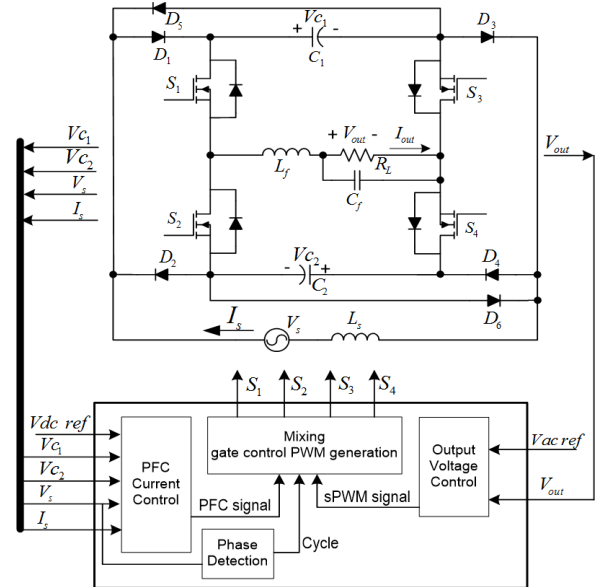 D5
Vc1
D3
+
-
D1
C1
S1
S3
Vc1
Vc2
Vs
Is
+ Vout -
Iout
Vout
Lf
RL
Cf
S2
S4
D2
Vc2
D4
-
+
C2
D6
Is
Vs
Ls
S1
S2
S3
S4
Vdc ref
Vc1
Vc2
Vs
Is
PFC
Current
Control
Mixing
gate control PWM generation
Output
Voltage
Control
Vac ref
Vout
PFC signal
sPWM signal
Phase
Detection
Cycle